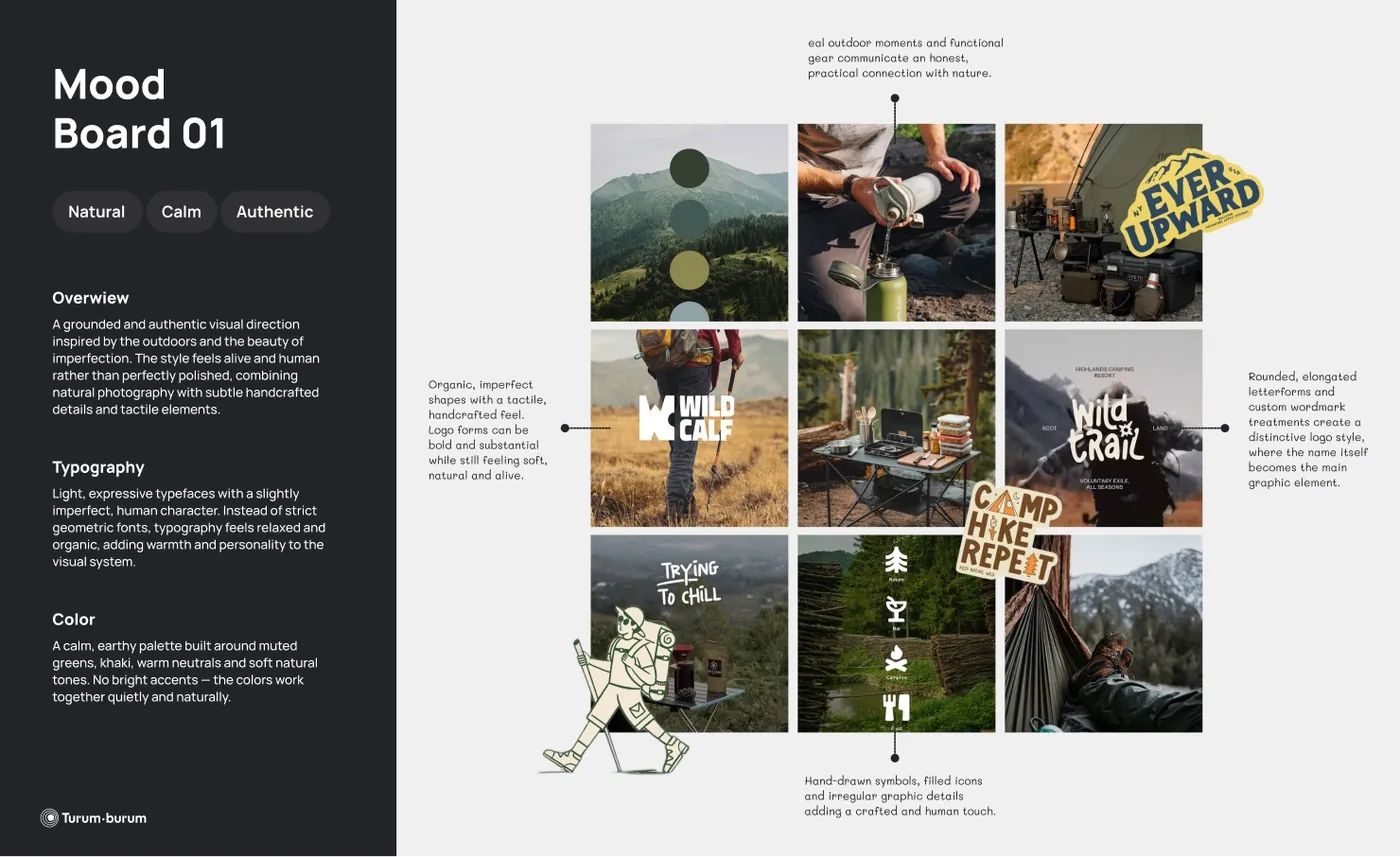 Mood
Board 01
Natural
Calm
Authentic
Overwiew
A grounded and authentic visual direction
inspired by the outdoors and the beauty of
imperfection. The style feels alive and human
rather than perfectly polished, combining
natural photography with subtle handcrafted
details and tactile elements.
Typography
Light, expressive typefaces with a slightly
imperfect, human character. Instead of strict
geometric fonts, typography feels relaxed and
organic, adding warmth and personality to the
visual system.
Color
A calm, earthy palette built around muted
greens, khaki, warm neutrals and soft natural
tones. No bright accents — the colors work
together quietly and naturally.
Turum·burum
eal outdoor moments and functional
gear communicate an honest,
practical connection with nature.
NY
EVER
USA
UPWARD
YETI
Organic, imperfect
shapes with a tactile,
handcrafted feel.
Logo forms can be
bold and substantial
while still feeling soft,
natural and alive.
WILD
CALF
HIGHLANDS CAMPING
RESORT
Wild
SCOT
LAND
trail
VOLUNTARY EXILE,
ALL SEASONS
Rounded, elongated
letterforms and
custom wordmark
treatments create a
distinctive logo style,
where the name itself
becomes the main
graphic element.
CAMP
HIKE
REPEAT
KEEP NATURE WILD
TRYING
TO CHILL
Nature
Bar
Campfire
Hand-drawn symbols, filled icons
and irregular graphic details
adding a crafted and human touch.